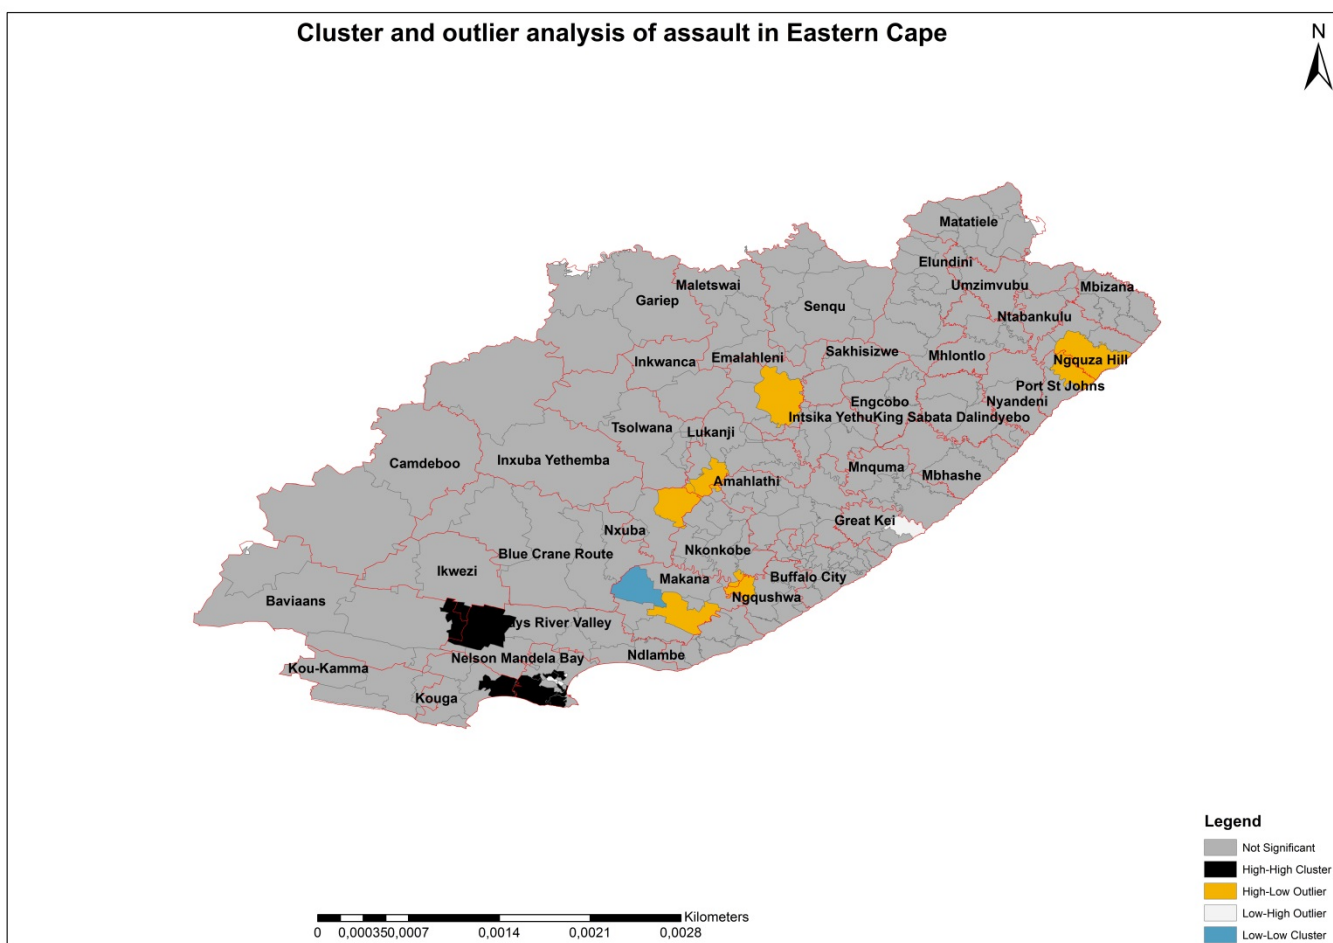 Cluster and outlier analysis of assault in Eastern Cape
N
Matatiele
Elundini
Maletswai
Umzimvubu
Mbizana
Gariep
Senqu
Ntabankulu
Sakhisizwe
Mhlontlo
Emalahleni
Inkwanca
Ngquza Hill
Port St Johns
Engcobo
Nyandeni
Intsika Yethu
King Sabata Dalindyebo
Tsolwana
Lukanji
Camdeboo
Inxuba Yethemba
Mnquma
Mbhashe
Amahlathi
Great Kei
Nxuba
Nkonkobe
Blue Crane Route
Ikwezi
Makana
Buffalo City
Baviaans
Ngqushwa
ys River Valley
Nelson Mandela Bay
Ndlambe
Kou-Kamma
Kouga
Legend
Not Significant
High-High Cluster
High-Low Outlier
Low-High Outlier
Low-Low Cluster
Kilometers
0 0,00035 0,0007 0,0014 0,0021 0,0028